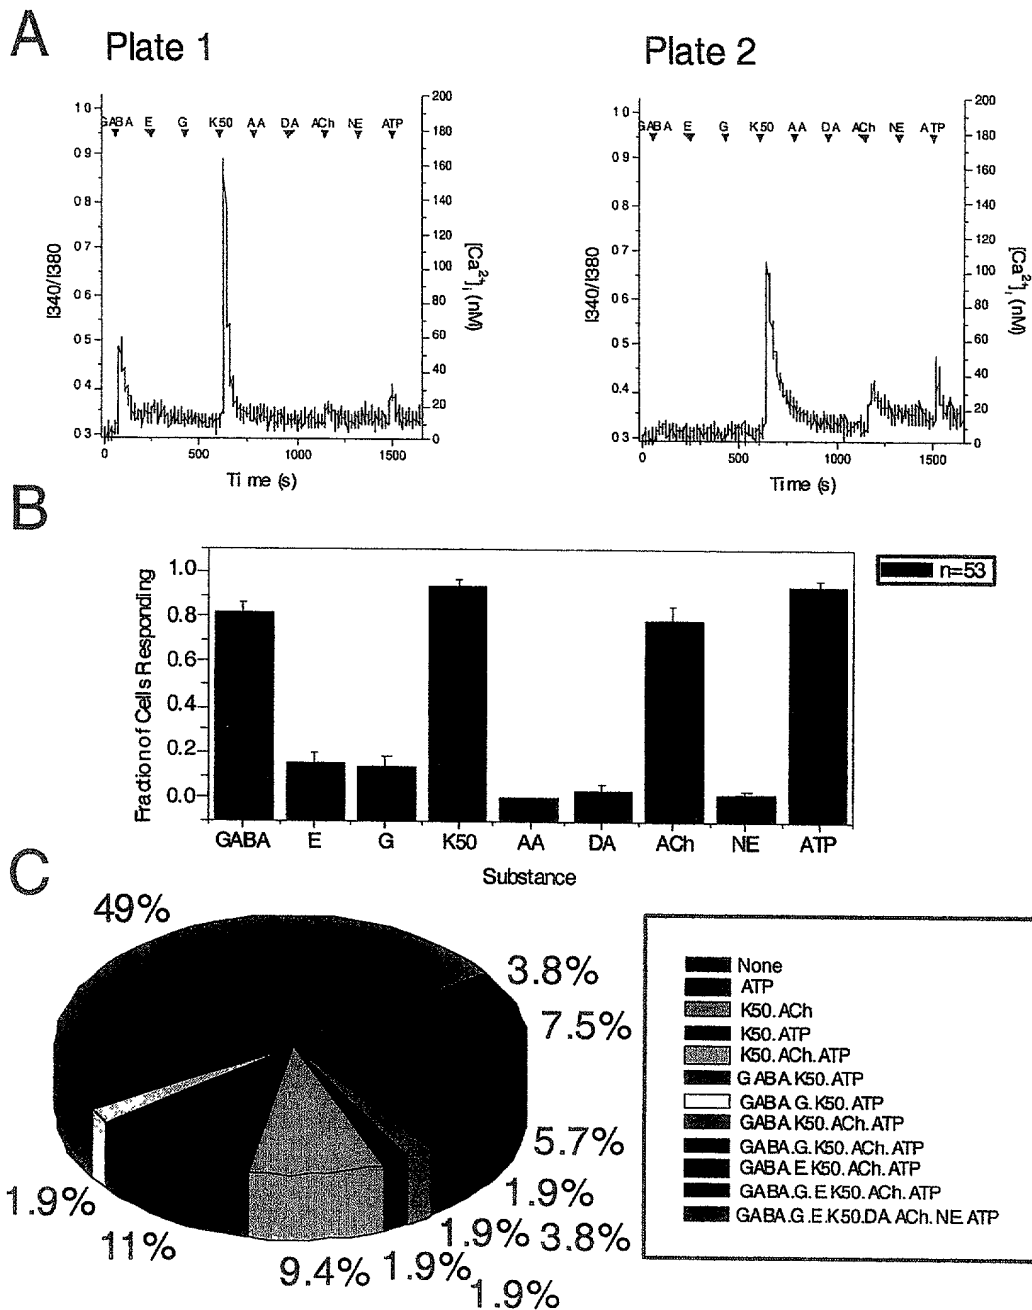 A
Plate 1
Plate 2
GABA E G K50 AA DA ACh NE ATP
GABA E G K50 AA DA ACh NE ATP
I340/I380
1 0
0 9
0 8
0 7
0 6
0 5
0 4
0 3
200
180
160
140
120
100
80
60
40
20
0
[Ca2+]i (nM)
0 500 1000 1500
Time (s)
I340/I380
1 0
0 9
0 8
0 7
0 6
0 5
0 4
0 3
200
180
160
140
120
100
80
60
40
20
0
[Ca2+]i (nM)
0 500 1000 1500
Time (s)
B
Fraction of Cells Responding
1.0
0.8
0.6
0.4
0.2
0.0
n=53
GABA E G K50 AA DA ACh NE ATP
Substance
C
49%
3.8%
7.5%
5.7%
1.9%
3.8%
1.9%
1.9%
1.9%
9.4%
11%
1.9%
None
ATP
K50.ACh
K50.ATP
K50.ACh.ATP
GABA.K50.ATP
GABA.G.K50.ATP
GABA.K50.ACh.ATP
GABA.G.K50.ACh.ATP
GABA.E.K50.ACh.ATP
GABA.G.E.K50.ACh.ATP
GABA.G.E.K50.DA.ACh.NE.ATP